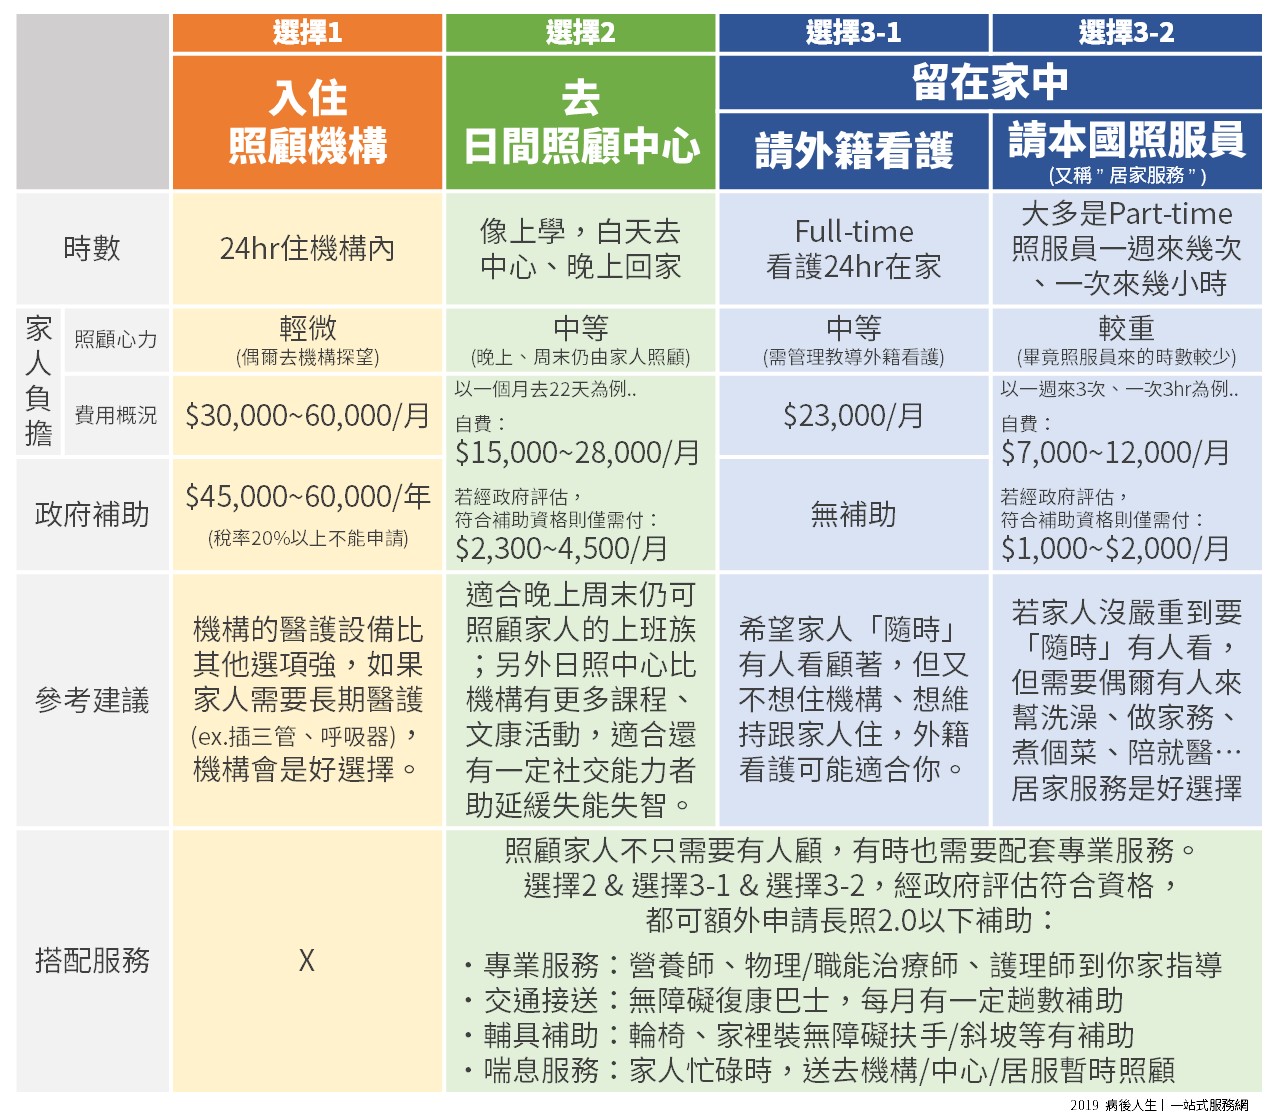 選擇1
選擇2
選擇3-1
選擇3-2
入住
照顧機構
去
日間照顧中心
留在家中
請外籍看護
請本國照服員
(又稱”居家服務”)
時數
24hr住機構內
像上學，白天去
中心、晚上回家
Full-time
看護24hr在家
大多是Part-time
照服員一週來幾次
、一次來幾小時
家
人
負
擔
照顧心力
輕微
(偶爾去機構探望)
中等
(晚上、周末仍由家人照顧)
中等
(需管理教導外籍看護)
較重
(畢竟照服員來的時數較少)
費用概況
$30,000~60,000/月
以一個月去22天為例..
自費：
$15,000~28,000/月
$23,000/月
以一週來3次、一次3hr為例..
自費：
$7,000~12,000/月
政府補助
$45,000~60,000/年
(稅率20%以上不能申請)
若經政府評估，
符合補助資格則僅需付：
$2,300~4,500/月
無補助
若經政府評估，
符合補助資格則僅需付：
$1,000~$2,000/月
參考建議
機構的醫護設備比
其他選項強，如果
家人需要長期醫護
(ex.插三管、呼吸器)，
機構會是好選擇。
適合晚上周末仍可
照顧家人的上班族
；另外日照中心比
機構有更多課程、
文康活動，適合還
有一定社交能力者
助延緩失能失智。
希望家人「隨時」
有人看顧著，但又
不想住機構、想維
持跟家人住，外籍
看護可能適合你。
若家人沒嚴重到要
「隨時」有人看，
但需要偶爾有人來
幫洗澡、做家務、
煮個菜、陪就醫…
居家服務是好選擇
搭配服務
X
照顧家人不只需要有人顧，有時也需要配套專業服務。
選擇2 & 選擇3-1 & 選擇3-2，經政府評估符合資格，
都可額外申請長照2.0以下補助：
・專業服務：營養師、物理/職能治療師、護理師到你家指導
・交通接送：無障礙復康巴士，每月有一定趟數補助
・輔具補助：輪椅、家裡裝無障礙扶手/斜坡等有補助
・喘息服務：家人忙碌時，送去機構/中心/居服暫時照顧
2019 病後人生 | 一站式服務網